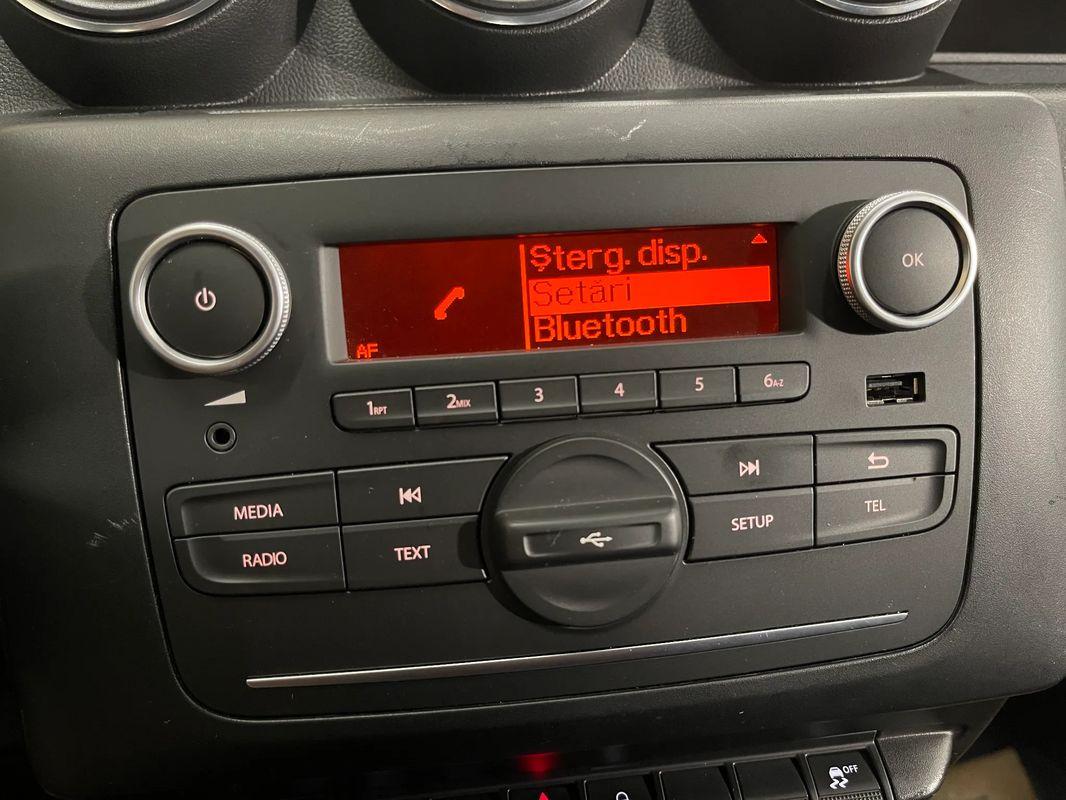 Șterg. disp.
Setări
Bluetooth
AF
OK
1RPT
2MIX
3
4
5
6A-Z
MEDIA
RADIO
TEXT
SETUP
TEL
OFF